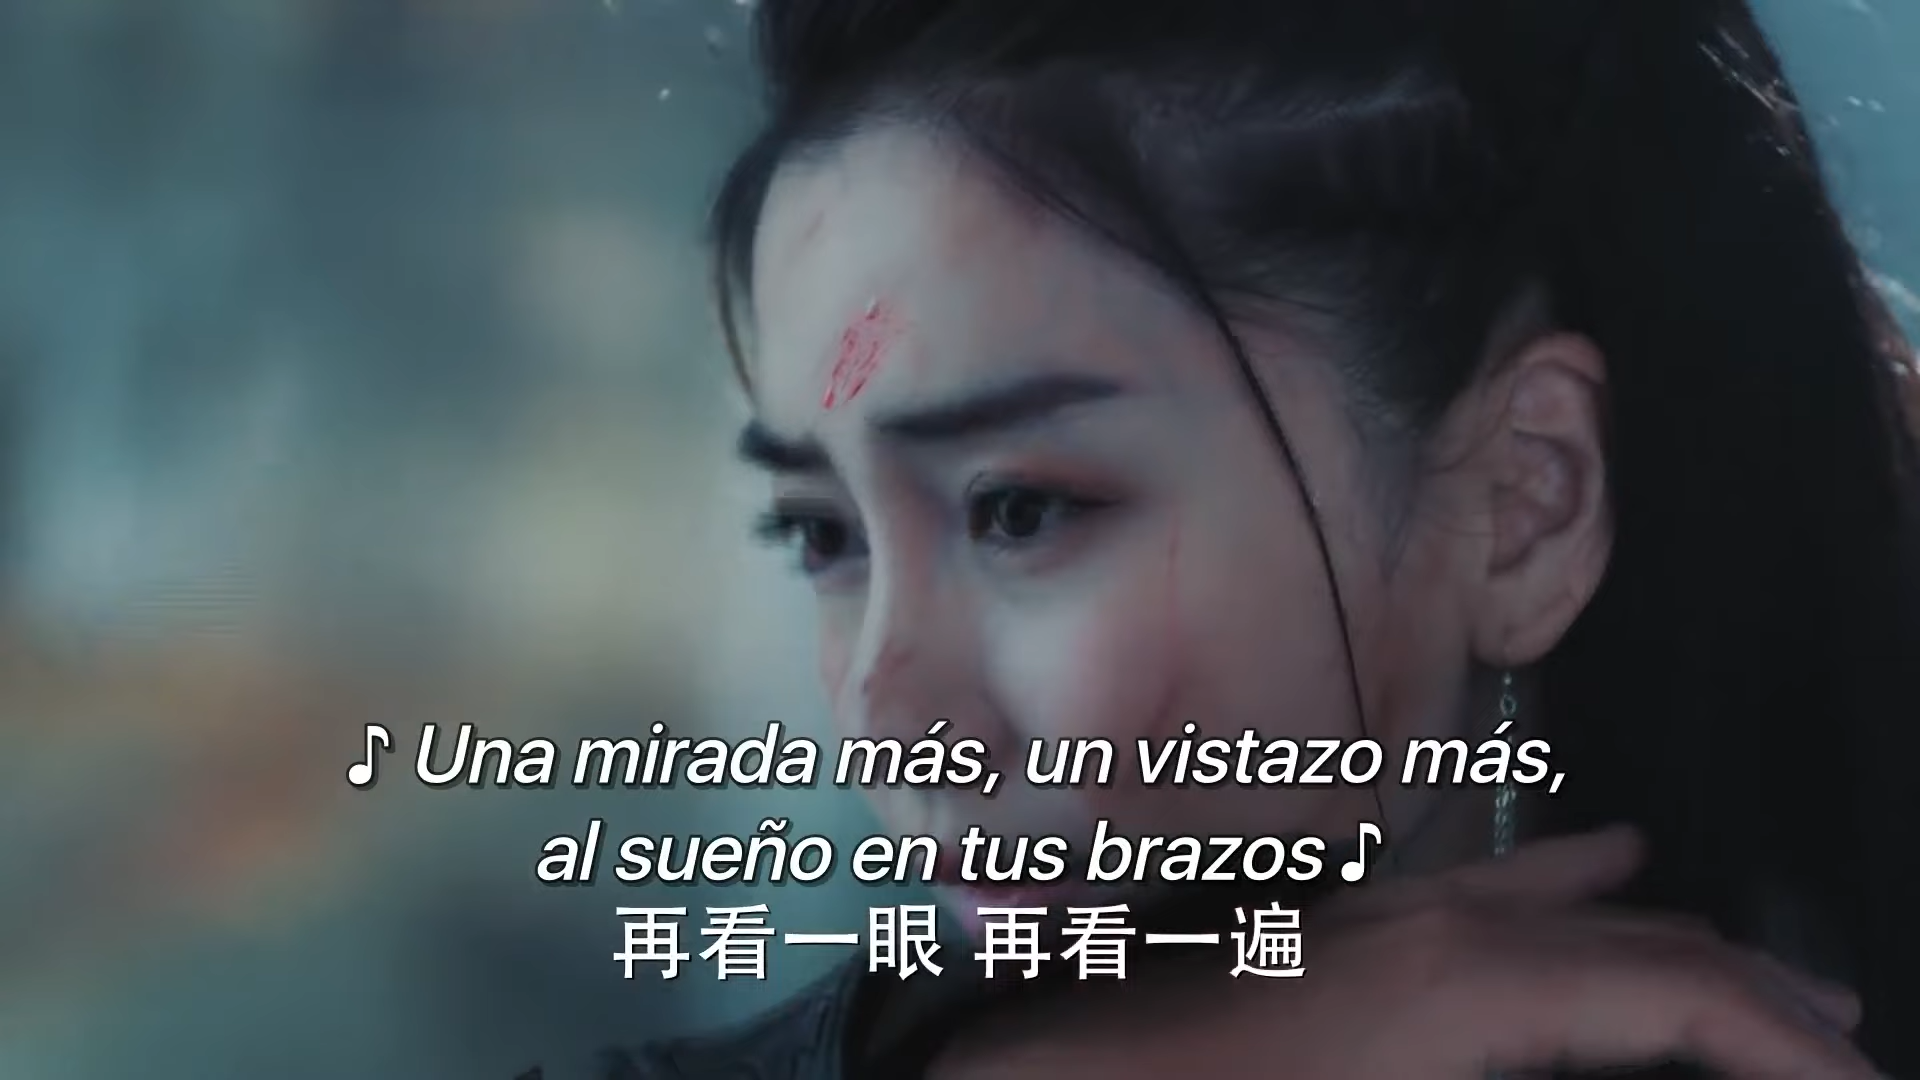 ♪ Una mirada más, un vistazo más,
al sueño en tus brazos ♪
再看一眼 再看一遍